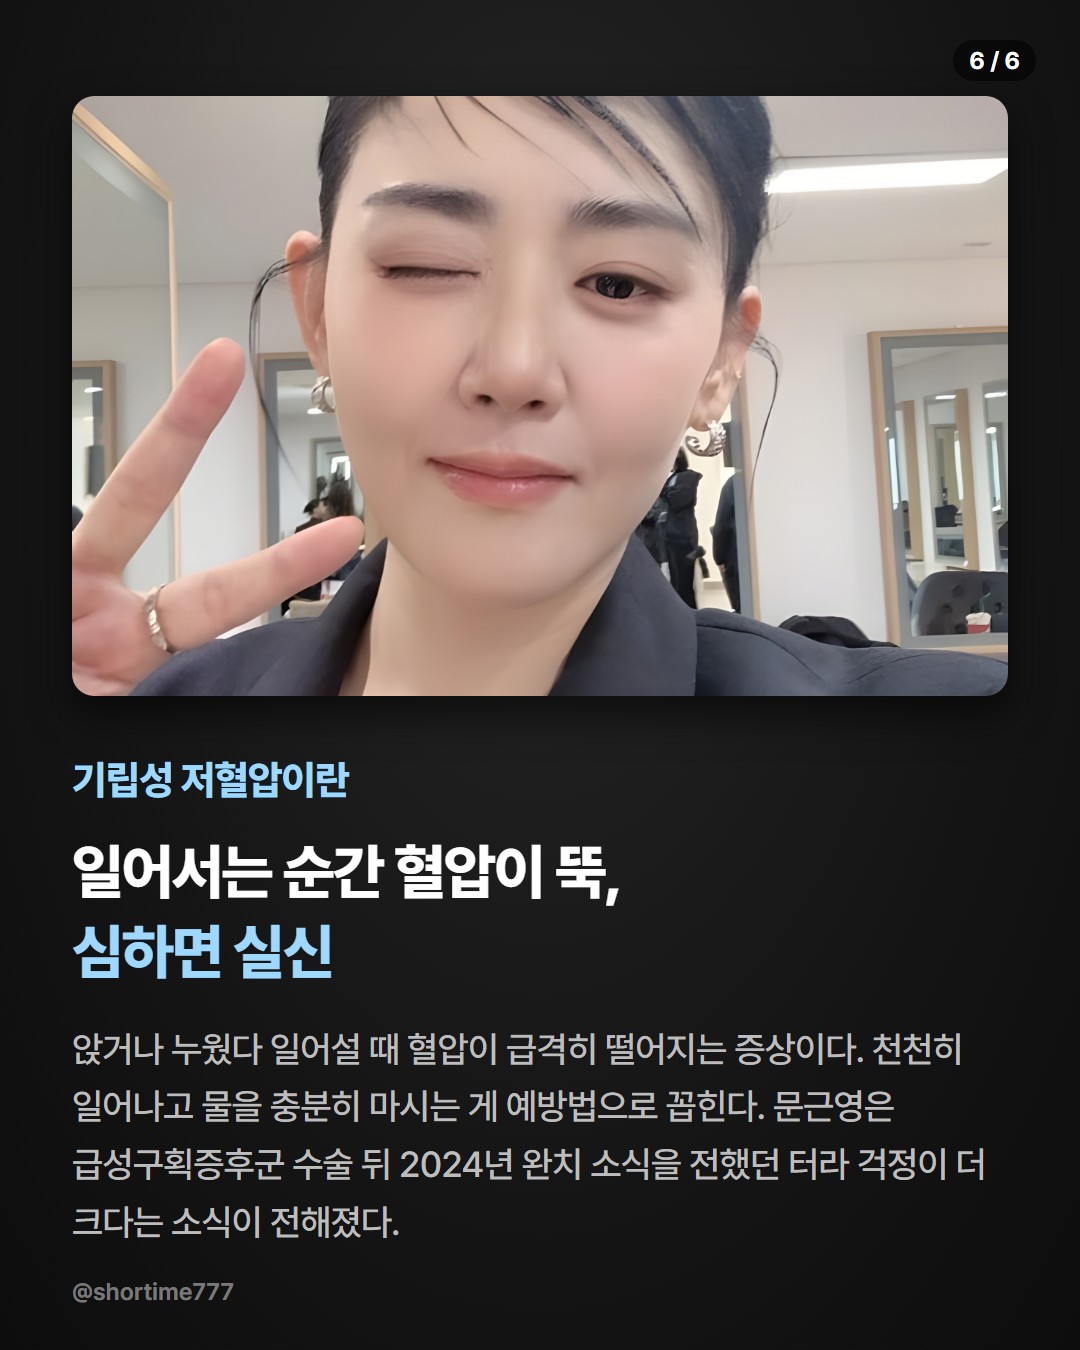 6 / 6
기립성 저혈압이란
일어서는 순간 혈압이 뚝,
심하면 실신
앉거나 누웠다 일어설 때 혈압이 급격히 떨어지는 증상이다. 천천히
일어나고 물을 충분히 마시는 게 예방법으로 꼽힌다. 문근영은
급성구획증후군 수술 뒤 2024년 완치 소식을 전했던 터라 걱정이 더
크다는 소식이 전해졌다.
@shortime777